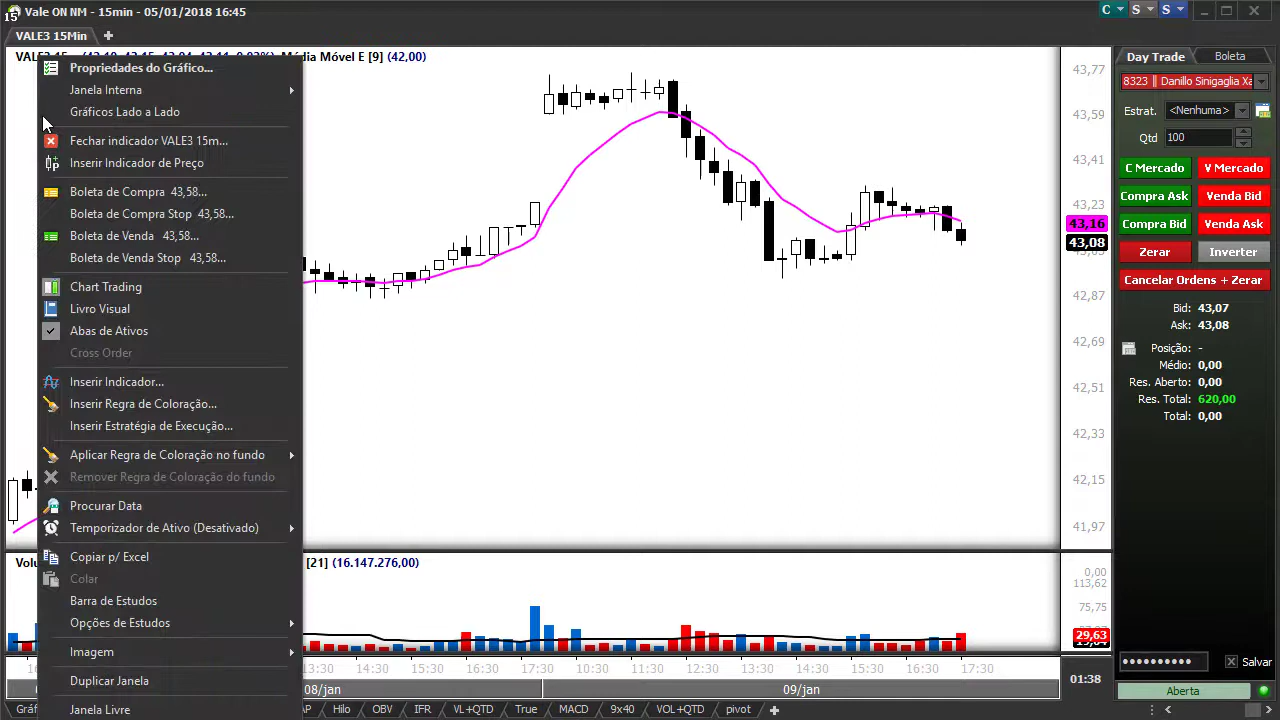 15 Vale ON NM - 15min - 05/01/2018 16:45
C S S
VALE3 15Min
VALE3
Média Móvel E [9] (42,00)
Propriedades do Gráfico...
Janela Interna
Gráficos Lado a Lado
Fechar indicador VALE3 15m...
Inserir Indicador de Preço
Boleta de Compra 43,58...
Boleta de Compra Stop 43,58...
Boleta de Venda 43,58...
Boleta de Venda Stop 43,58...
Chart Trading
Livro Visual
Abas de Ativos
Cross Order
Inserir Indicador...
Inserir Regra de Coloração...
Inserir Estratégia de Execução...
Aplicar Regra de Coloração no fundo
Remover Regra de Coloração do fundo
Procurar Data
Temporizador de Ativo (Desativado)
Copiar p/ Excel
Colar
Barra de Estudos
Opções de Estudos
Imagem
Duplicar Janela
Janela Livre
43,77
43,59
43,41
43,23
43,16
43,08
42,87
42,69
42,51
42,33
42,15
41,97
Volu
[21] (16.147.276,00)
0,00
113,62
75,75
29,63
13:30 14:30 15:30 16:30 17:30 10:30 11:30 12:30 13:30 14:30 15:30 16:30 17:30
08/jan 09/jan
01:38
Gráf
AP Hilo OBV IFR VL+QTD True MACD 9x40 VOL+QTD pivot
Day Trade Boleta
8323 Danillo Sinigaglia Xa
Estrat. <Nenhuma>
Qtd 100
C Mercado V Mercado
Compra Ask Venda Bid
Compra Bid Venda Ask
Zerar Inverter
Cancelar Ordens + Zerar
Bid: 43,07
Ask: 43,08
Posição: -
Médio: 0,00
Res. Aberto: 0,00
Res. Total: 620,00
Total: 0,00
Salvar
Aberta